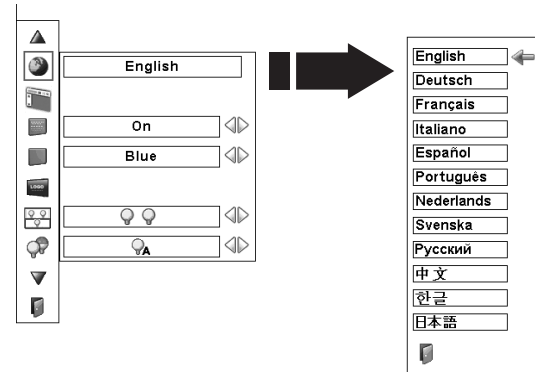 English
On
Blue
LOGO
A
English
Deutsch
Français
Italiano
Español
Português
Nederlands
Svenska
Русский
中文
한글
日本語